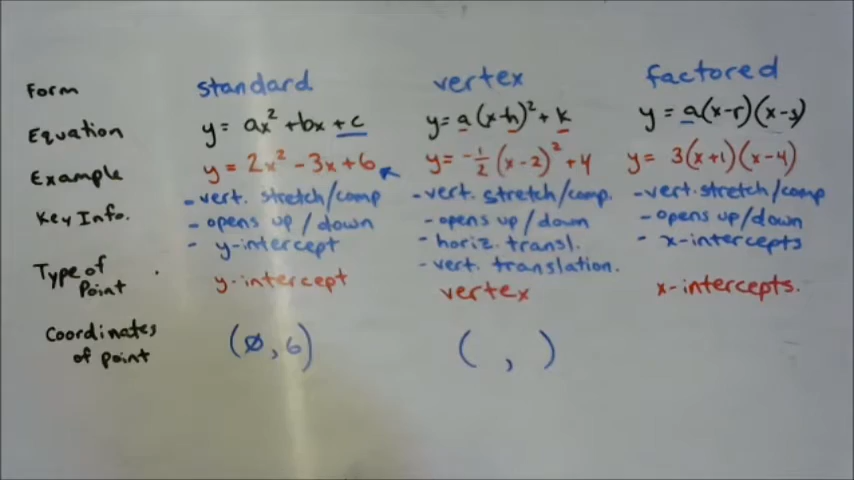 Form standard vertex factored
Equation y = ax² + bx + c y = a(x-h)² + k y = a(x-r)(x-s)
Example y = 2x² - 3x + 6 y = -1/2 (x-2)² + 4 y = 3(x+1)(x-4)
Key Info. - vert. stretch/comp - vert. stretch/comp. - vert. stretch/comp
- opens up/down - opens up/down - opens up/down
- y-intercept - horiz. transl. - x-intercepts
- vert. translation.
Type of Point y-intercept vertex x-intercepts.
Coordinates of point (0, 6) ( , )